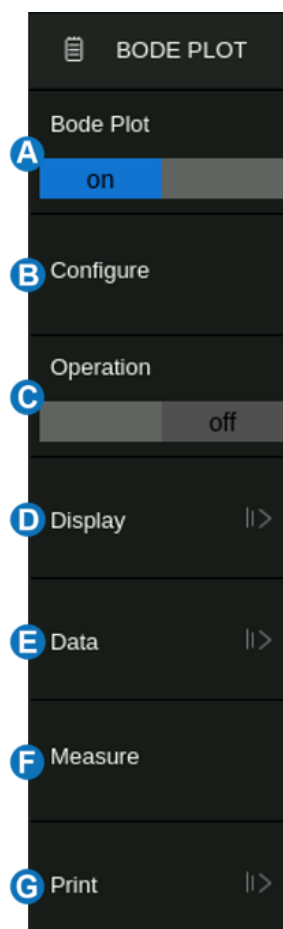 BODE PLOT
Bode Plot
A
on
B Configure
Operation
C
off
D Display
E Data
F Measure
G Print